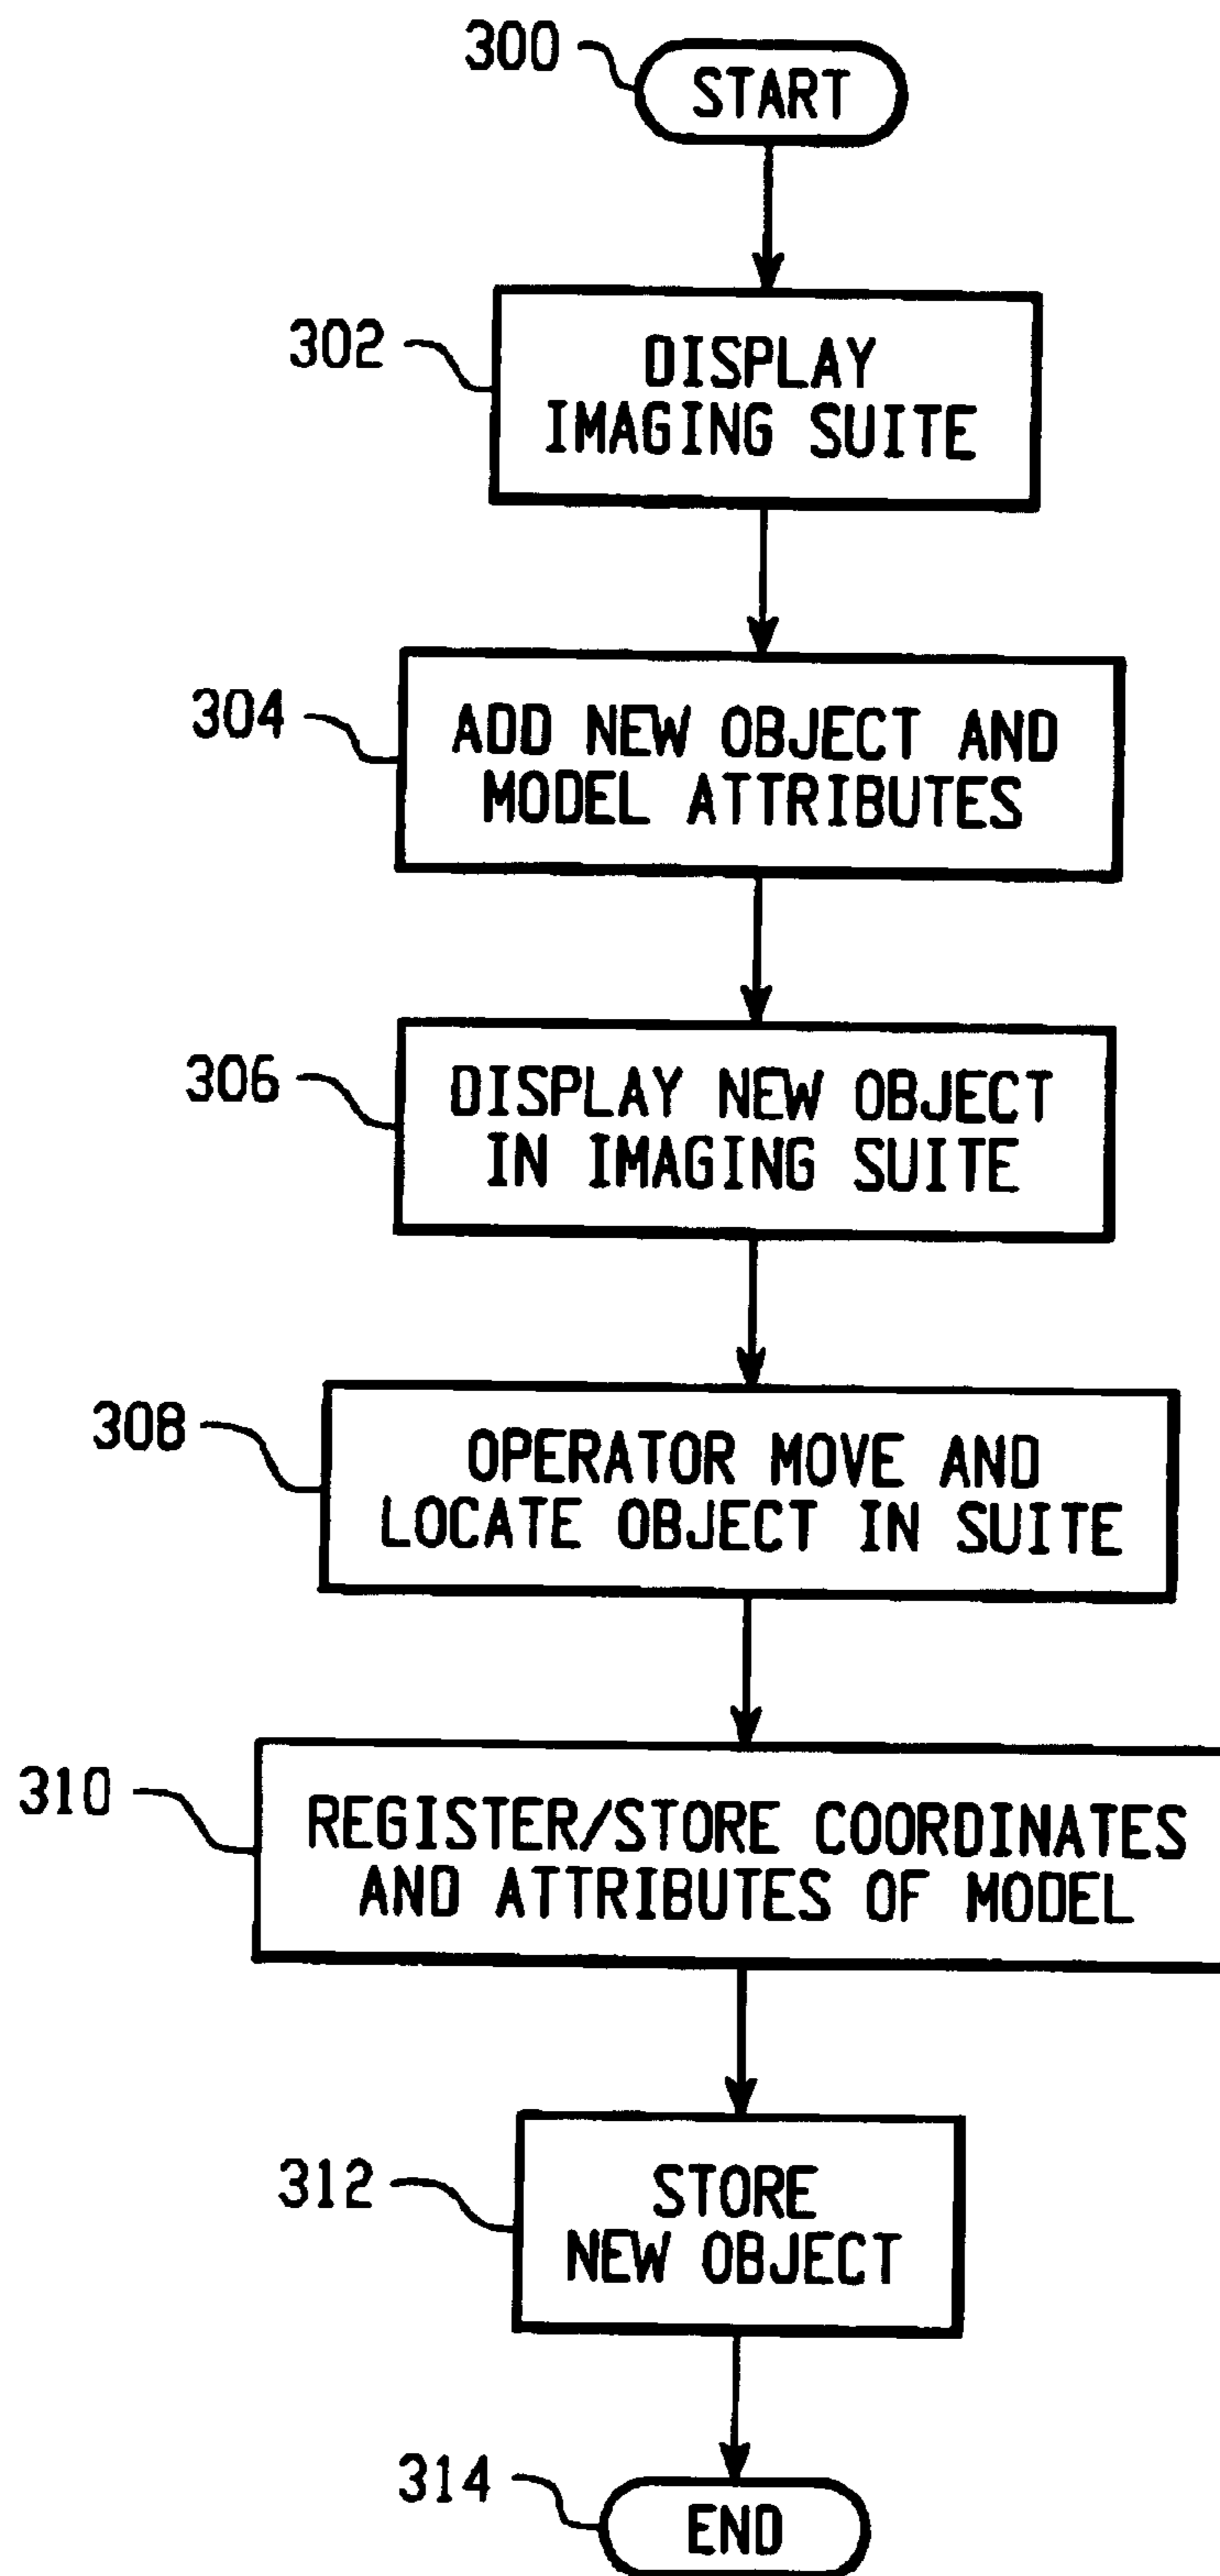 300
START
302
DISPLAY
IMAGING SUITE
304
ADD NEW OBJECT AND
MODEL ATTRIBUTES
306
DISPLAY NEW OBJECT
IN IMAGING SUITE
308
OPERATOR MOVE AND
LOCATE OBJECT IN SUITE
310
REGISTER/STORE COORDINATES
AND ATTRIBUTES OF MODEL
312
STORE
NEW OBJECT
314
END